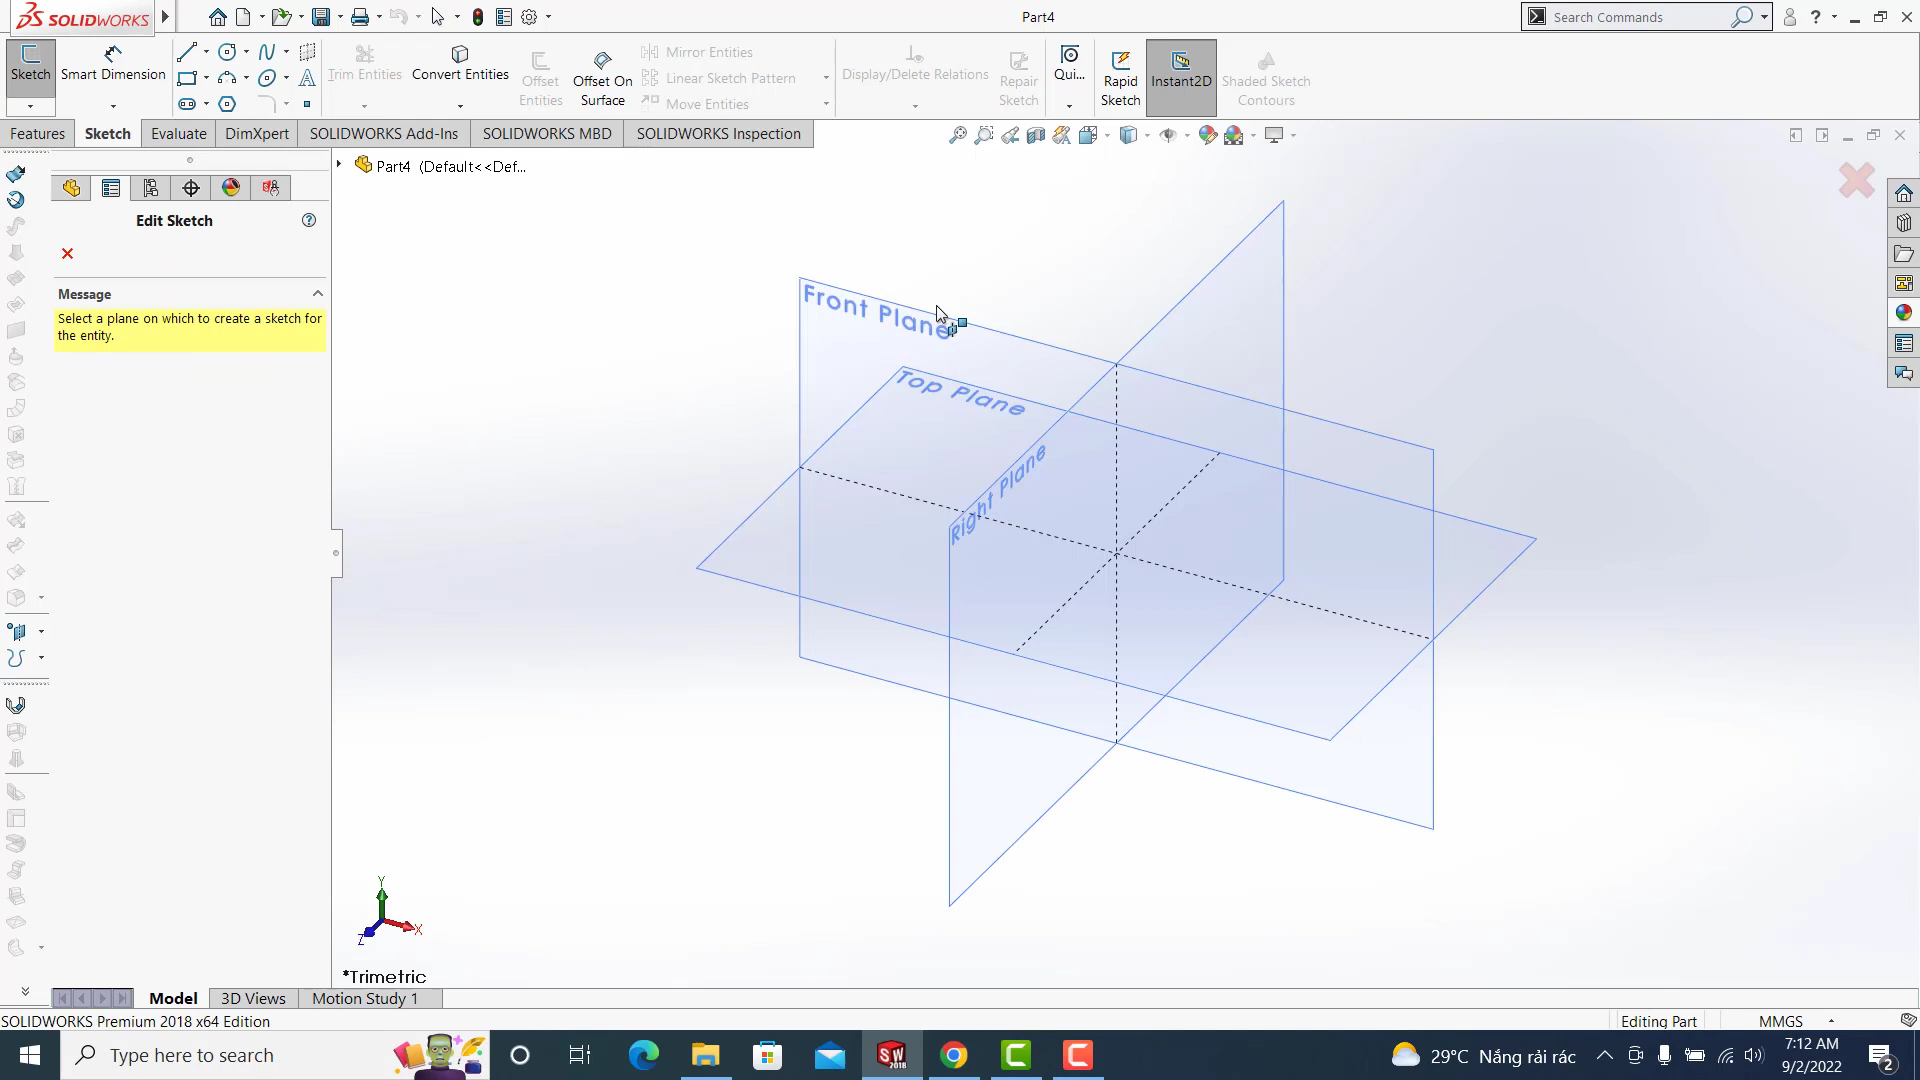 SOLIDWORKS
Part4
Search Commands
Sketch
Smart Dimension
Trim Entities
Convert Entities
Offset Entities
Offset On Surface
Mirror Entities
Linear Sketch Pattern
Move Entities
Display/Delete Relations
Repair Sketch
Qui...
Rapid Sketch
Instant2D
Shaded Sketch Contours
Features
Sketch
Evaluate
DimXpert
SOLIDWORKS Add-Ins
SOLIDWORKS MBD
SOLIDWORKS Inspection
Part4 (Default<<Def...
Edit Sketch
Message
Select a plane on which to create a sketch for
the entity.
Front Plane
Top Plane
Right Plane
Y
X
Z
*Trimetric
Model
3D Views
Motion Study 1
SOLIDWORKS Premium 2018 x64 Edition
Editing Part
MMGS
Type here to search
SW
2018
29°C Nắng rải rác
7:12 AM
9/2/2022
2